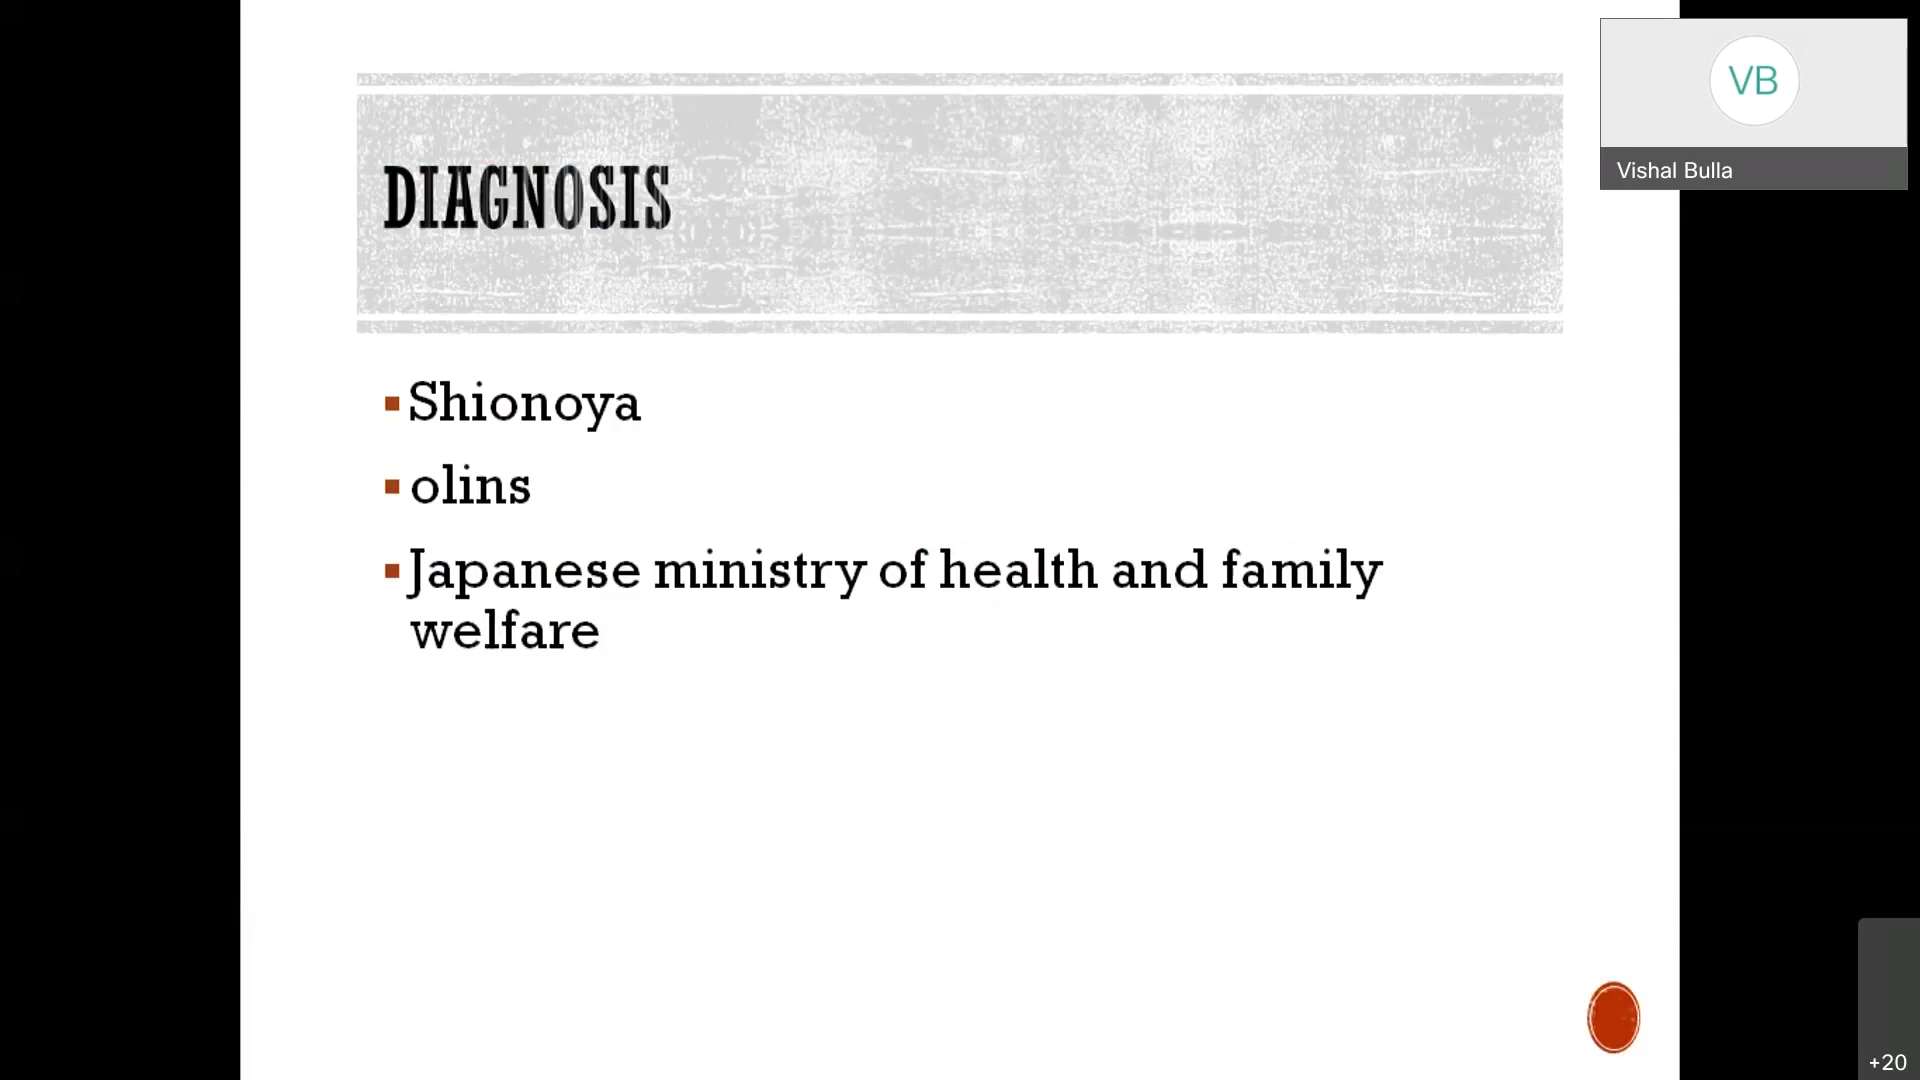 DIAGNOSIS
Shionoya
olins
Japanese ministry of health and family
welfare
VB
Vishal Bulla
+20